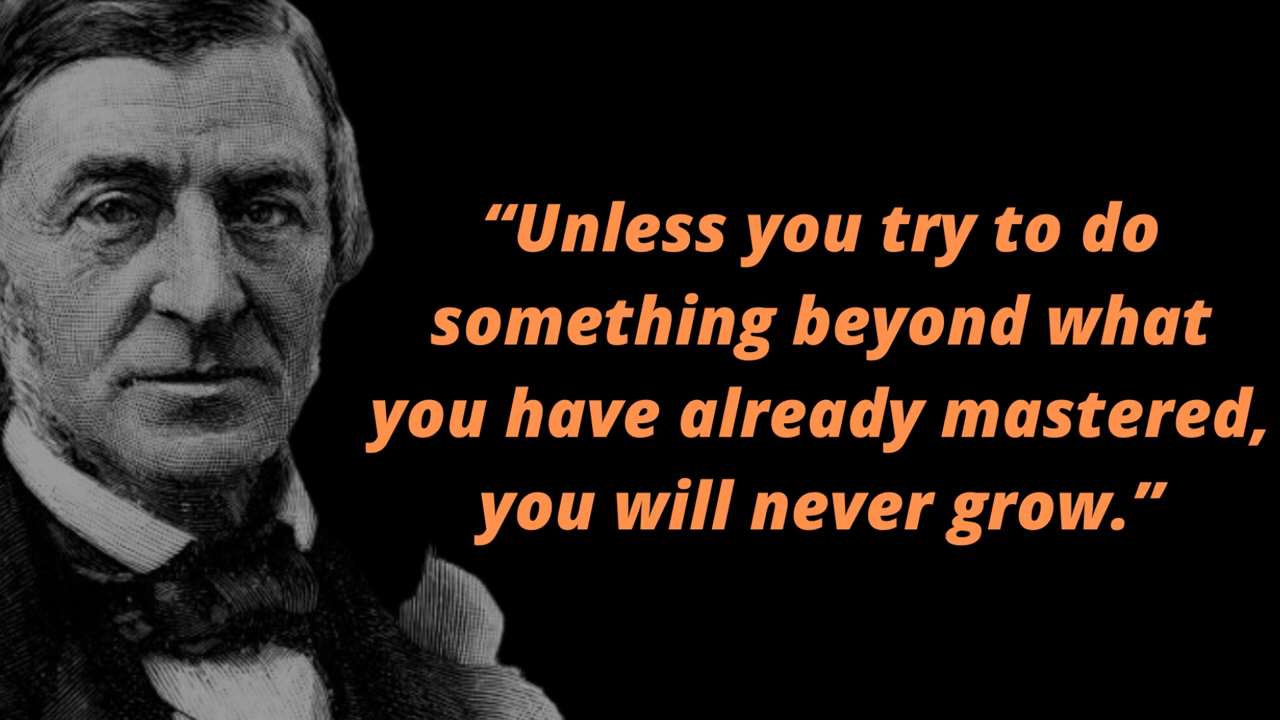 “Unless you try to do
something beyond what
you have already mastered,
you will never grow.”